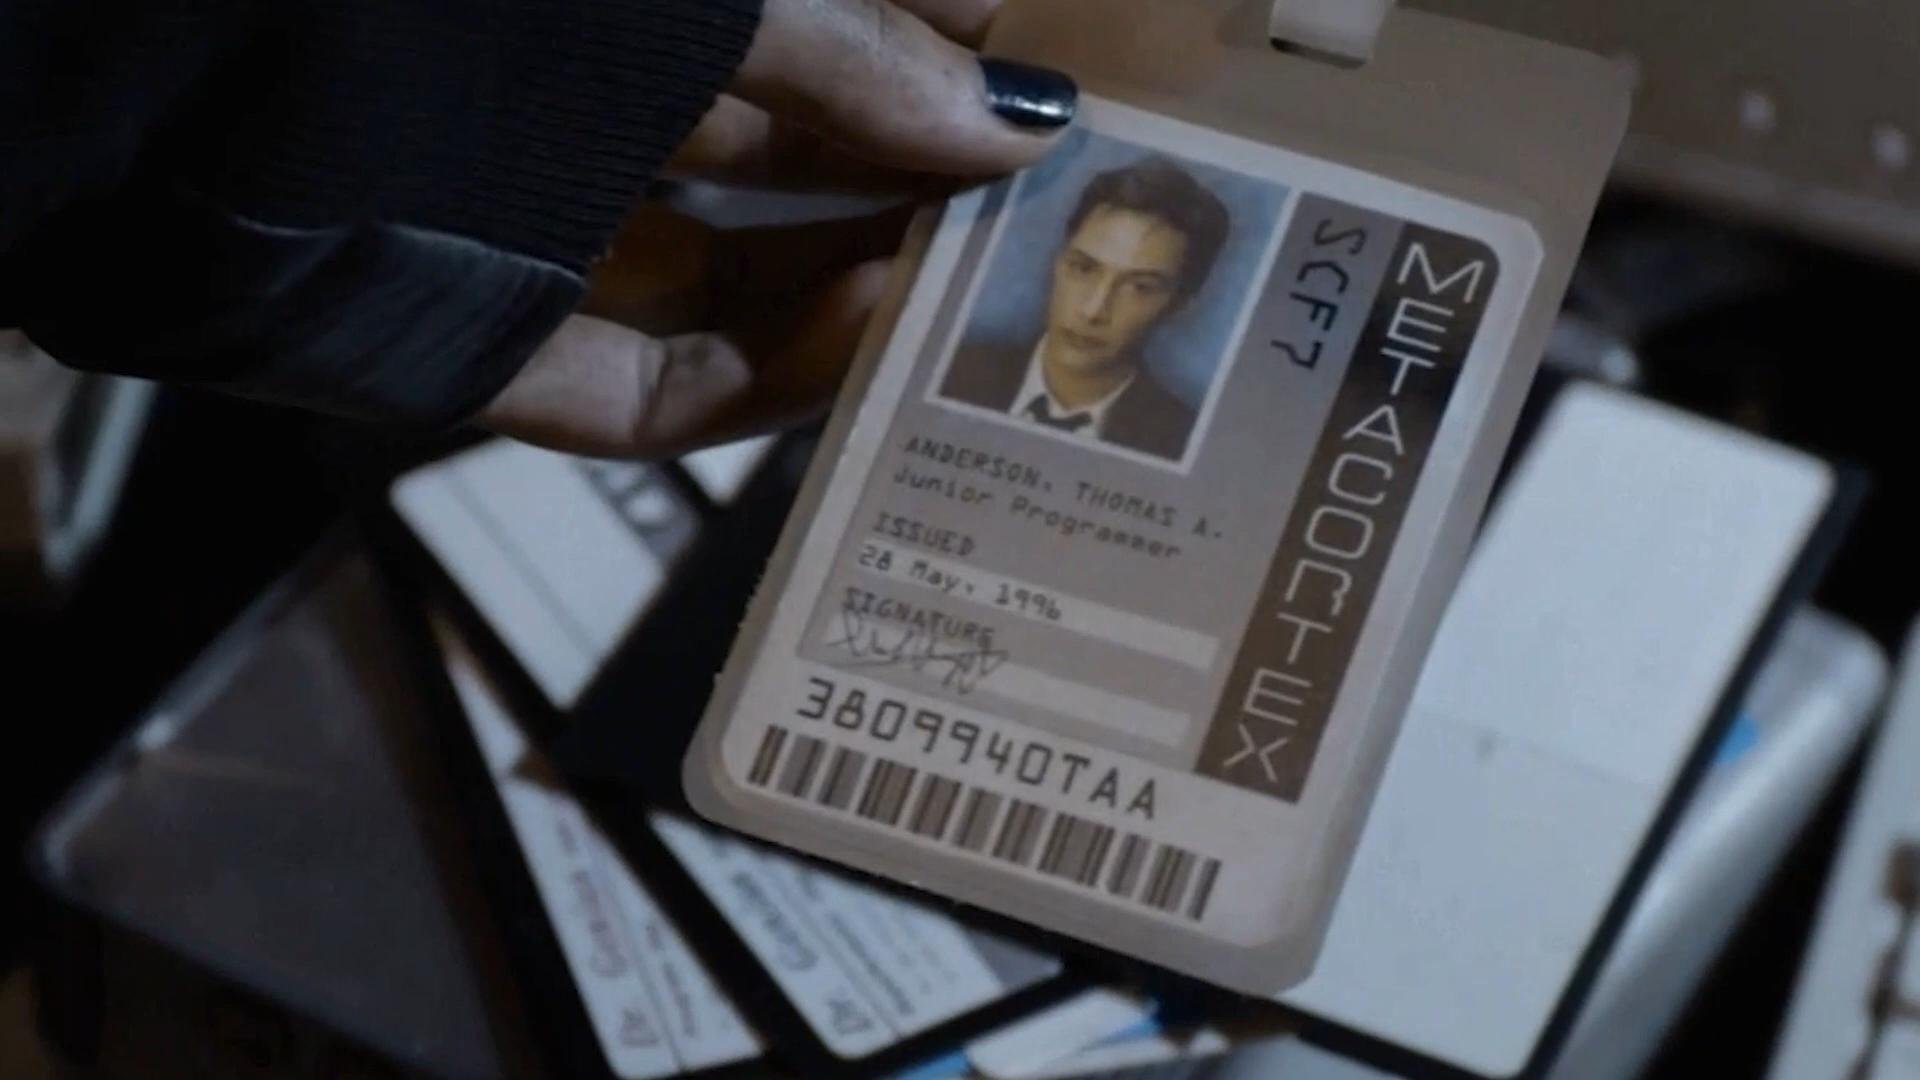 SCF7
METACORTEX
ANDERSON, THOMAS A.
Junior Programmer
ISSUED
28 May, 1996
SIGNATURE
3809940TAA